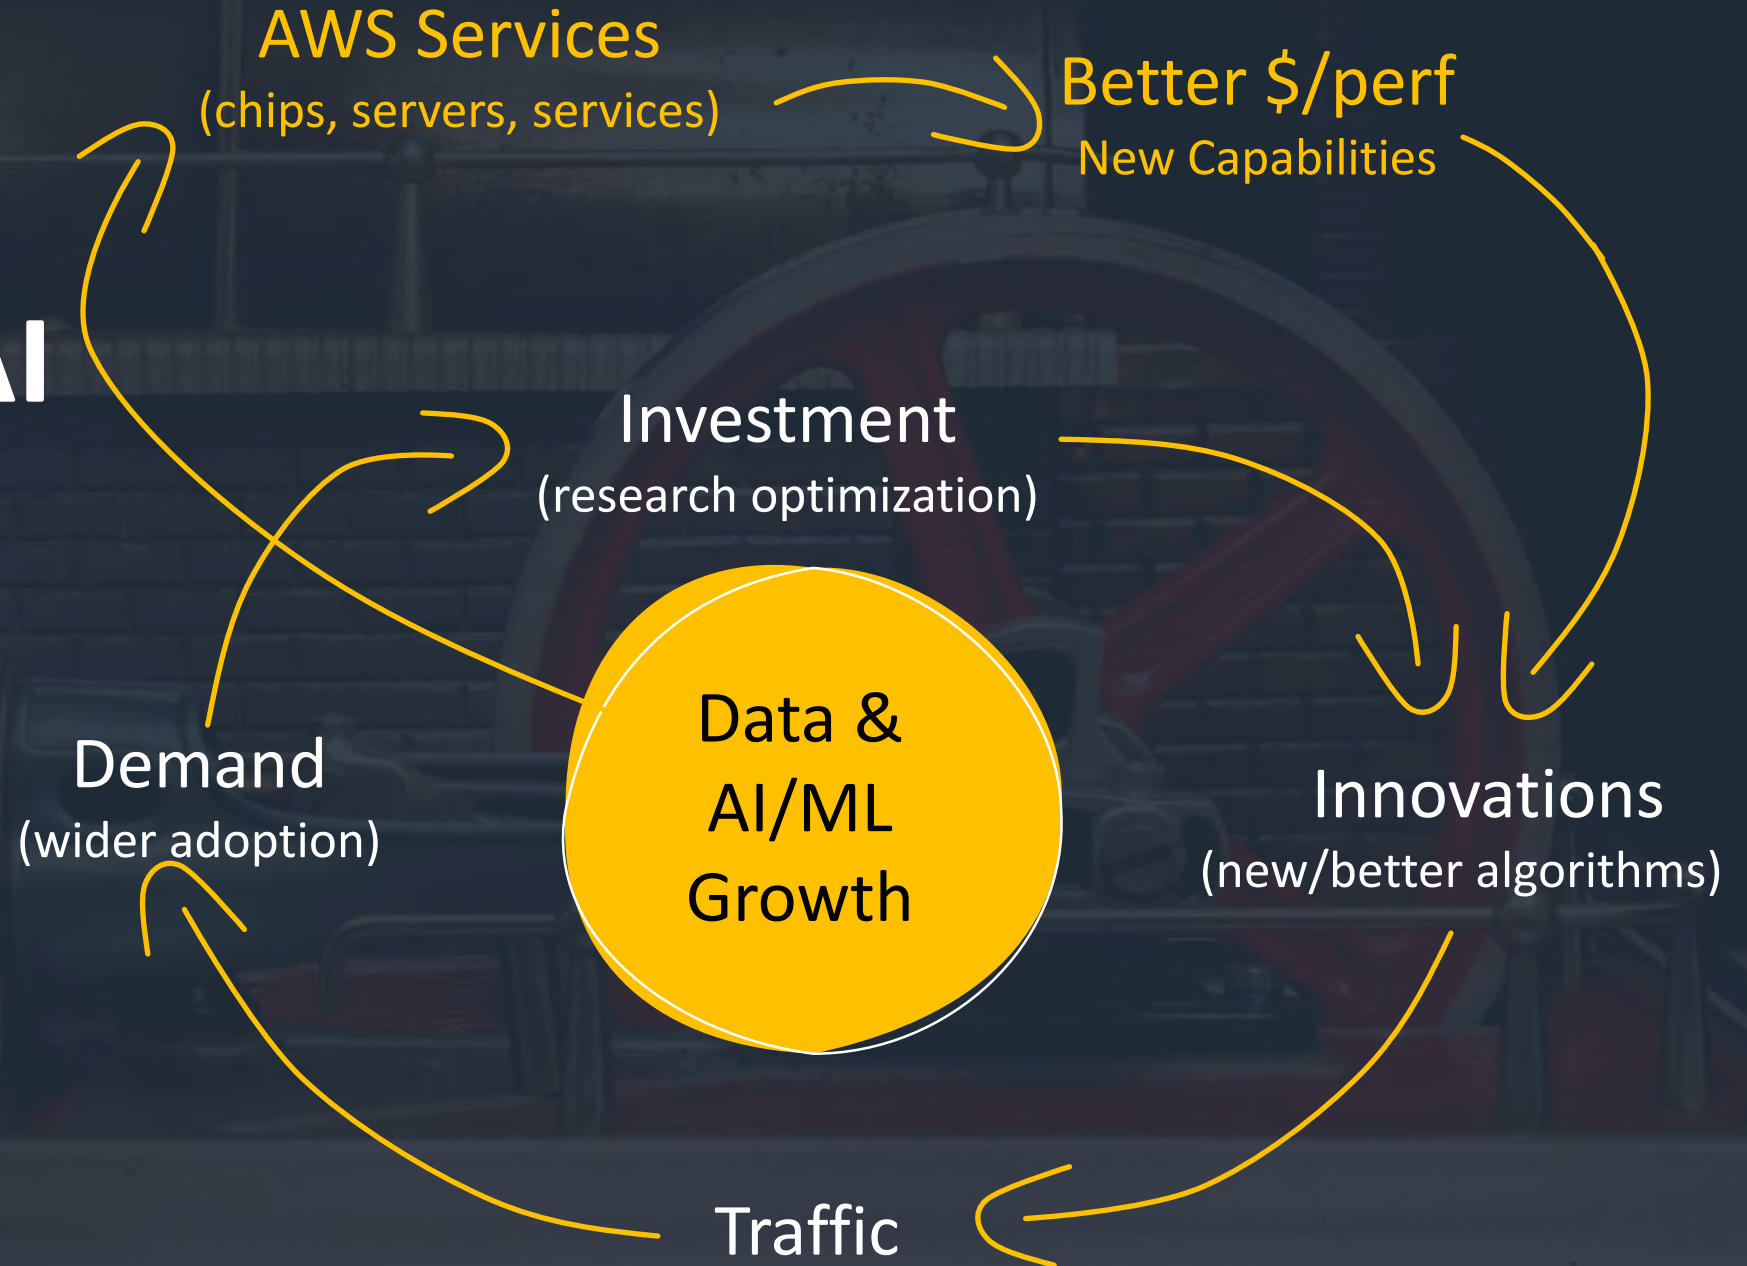 AWS Services
(chips, servers, services)
Better $/perf
New Capabilities
AI
Investment
(research optimization)
Data &
AI/ML
Growth
Demand
(wider adoption)
Innovations
(new/better algorithms)
Traffic